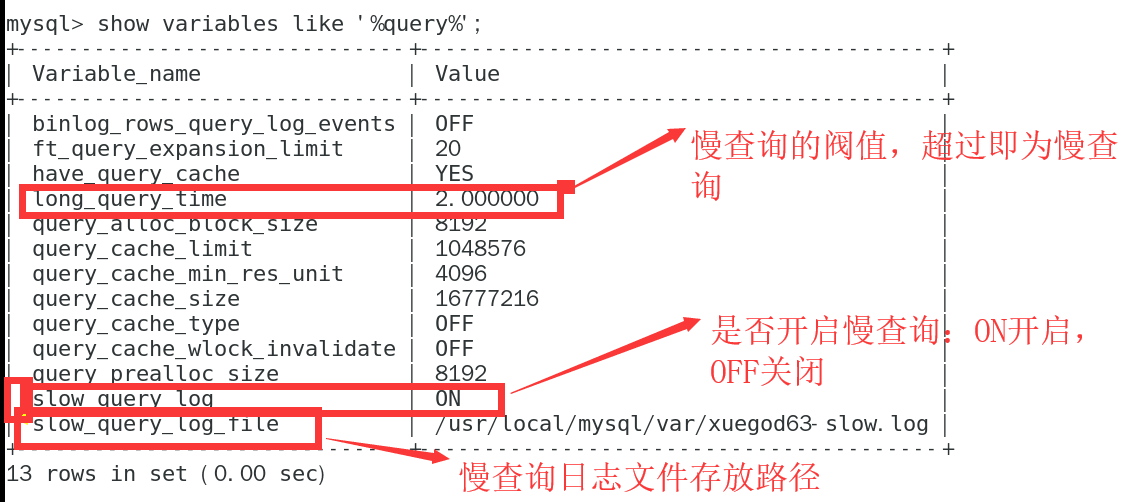 mysql> show variables like '%query%';
Variable_name | Value
binlog_rows_query_log_events | OFF
ft_query_expansion_limit | 20
have_query_cache | YES
long_query_time | 2.000000
query_alloc_block_size | 8192
query_cache_limit | 1048576
query_cache_min_res_unit | 4096
query_cache_size | 16777216
query_cache_type | OFF
query_cache_wlock_invalidate | OFF
query_prealloc_size | 8192
slow_query_log | ON
slow_query_log_file | /usr/local/mysql/var/xuegod63-slow.log
13 rows in set (0.00 sec)
慢查询的阀值，超过即为慢查
询
是否开启慢查询：ON开启，
OFF关闭
慢查询日志文件存放路径